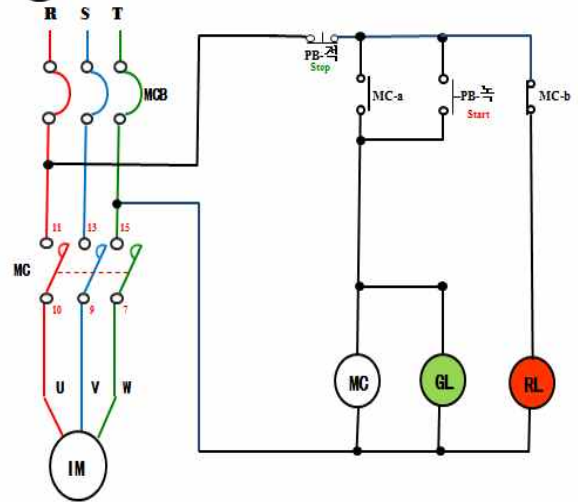 R S T
MCB
PB-적
Stop
MC-a
PB-녹
Start
MC-b
11 13 15
MC
10 9 7
U V W
IM
MC
GL
RL